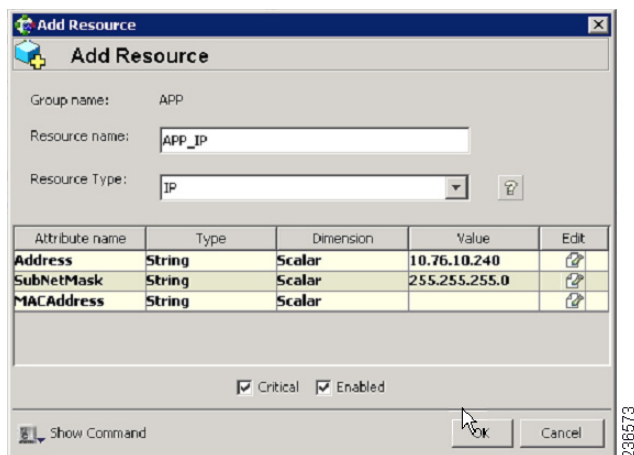 Add Resource
Add Resource
Group name: APP
Resource name: APP_IP
Resource Type: IP
Attribute name Type Dimension Value Edit
Address String Scalar 10.76.10.240
SubNetMask String Scalar 255.255.255.0
MACAddress String Scalar
Critical Enabled
Show Command OK Cancel
236573